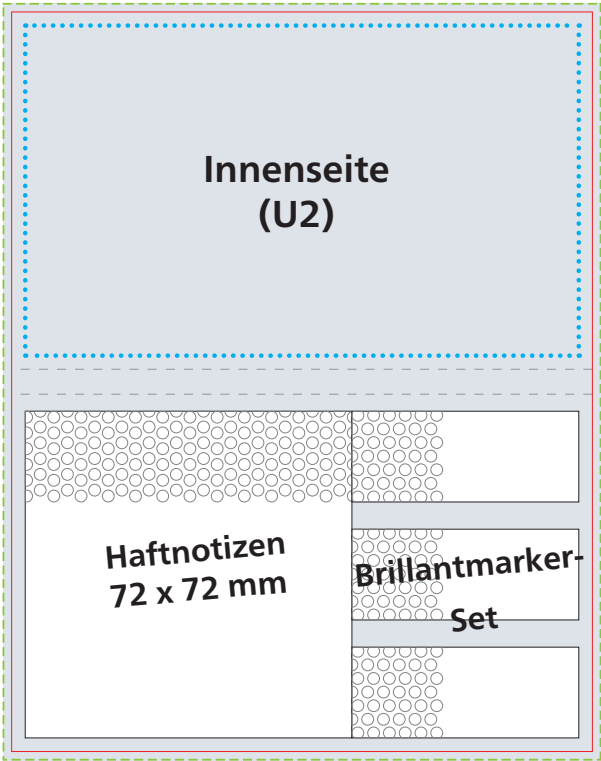 Innenseite
(U2)
Haftnotizen
72 x 72 mm
Brillantmarker-
Set